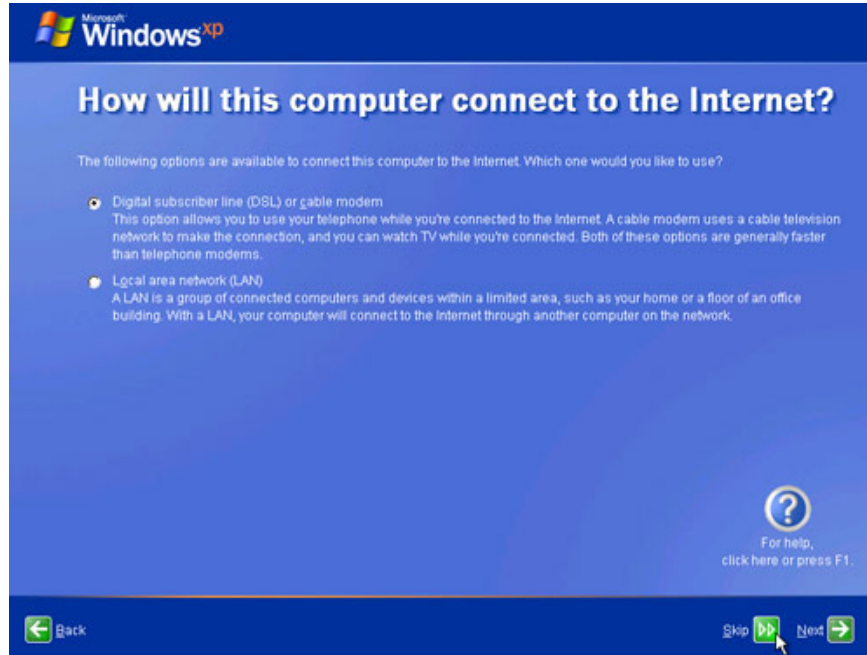 Microsoft
Windows xp
How will this computer connect to the Internet?
The following options are available to connect this computer to the Internet. Which one would you like to use?
Digital subscriber line (DSL) or cable modem
This option allows you to use your telephone while you're connected to the Internet. A cable modem uses a cable television
network to make the connection, and you can watch TV while you're connected. Both of these options are generally faster
than telephone modems.
Local area network (LAN)
A LAN is a group of connected computers and devices within a limited area, such as your home or a floor of an office
building. With a LAN, your computer will connect to the Internet through another computer on the network.
?
For help,
click here or press F1.
Back
Skip
Next